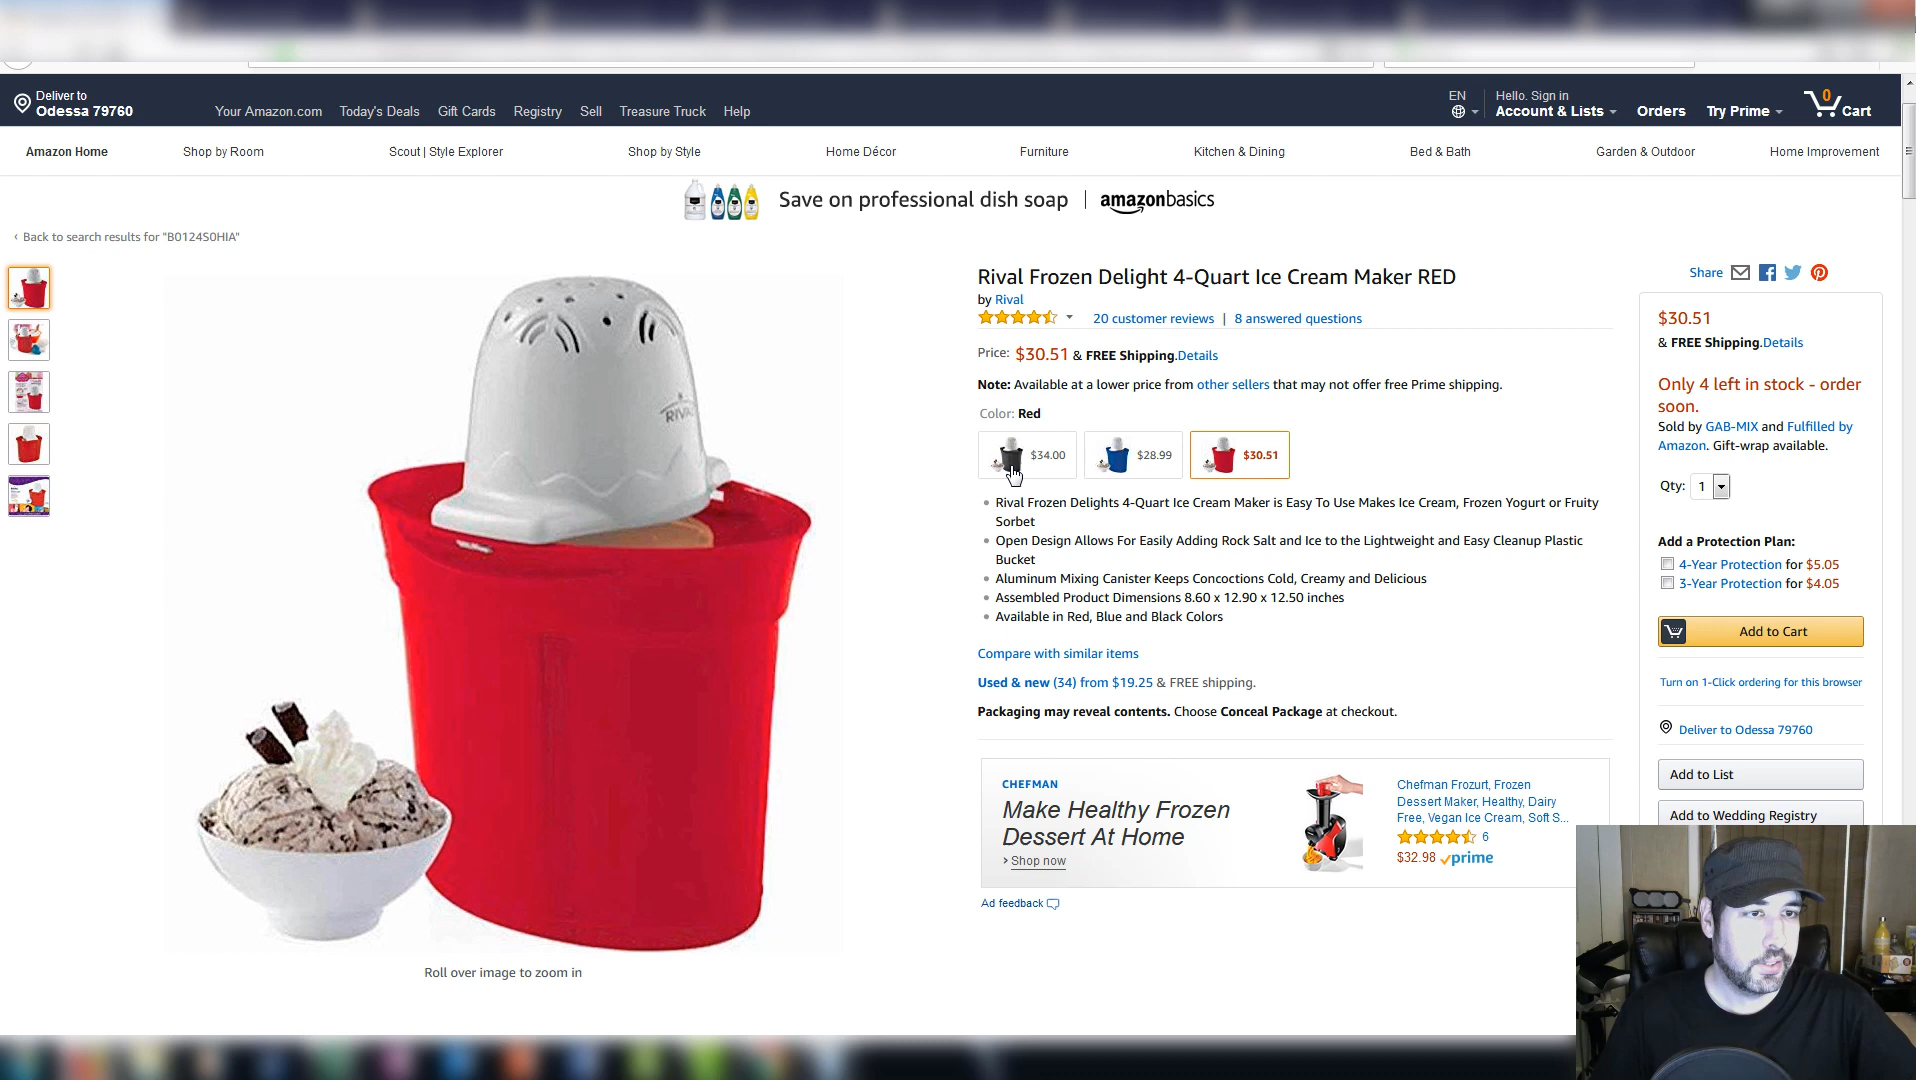 Deliver to
Odessa 79760
Your Amazon.com Today's Deals Gift Cards Registry Sell Treasure Truck Help
EN
Hello. Sign in
Account & Lists Orders Try Prime 0 Cart
Amazon Home Shop by Room Scout | Style Explorer Shop by Style Home Décor Furniture Kitchen & Dining Bed & Bath Garden & Outdoor Home Improvement
Save on professional dish soap | amazonbasics
‹ Back to search results for "B0124S0HIA"
Rival Frozen Delight 4-Quart Ice Cream Maker RED
by Rival
20 customer reviews | 8 answered questions
Price: $30.51 & FREE Shipping. Details
Note: Available at a lower price from other sellers that may not offer free Prime shipping.
Color: Red
$34.00 $28.99 $30.51
• Rival Frozen Delights 4-Quart Ice Cream Maker is Easy To Use Makes Ice Cream, Frozen Yogurt or Fruity
Sorbet
• Open Design Allows For Easily Adding Rock Salt and Ice to the Lightweight and Easy Cleanup Plastic
Bucket
• Aluminum Mixing Canister Keeps Concoctions Cold, Creamy and Delicious
• Assembled Product Dimensions 8.60 x 12.90 x 12.50 inches
• Available in Red, Blue and Black Colors
Compare with similar items
Used & new (34) from $19.25 & FREE shipping.
Packaging may reveal contents. Choose Conceal Package at checkout.
CHEFMAN
Make Healthy Frozen
Dessert At Home
› Shop now
Chefman Frozurt, Frozen
Dessert Maker, Healthy, Dairy
Free, Vegan Ice Cream, Soft S...
6
$32.98 prime
Ad feedback
RIVAL
Roll over image to zoom in
Share
$30.51
& FREE Shipping. Details
Only 4 left in stock - order
soon.
Sold by GAB-MIX and Fulfilled by
Amazon. Gift-wrap available.
Qty: 1
Add a Protection Plan:
4-Year Protection for $5.05
3-Year Protection for $4.05
Add to Cart
Turn on 1-Click ordering for this browser
Deliver to Odessa 79760
Add to List
Add to Wedding Registry